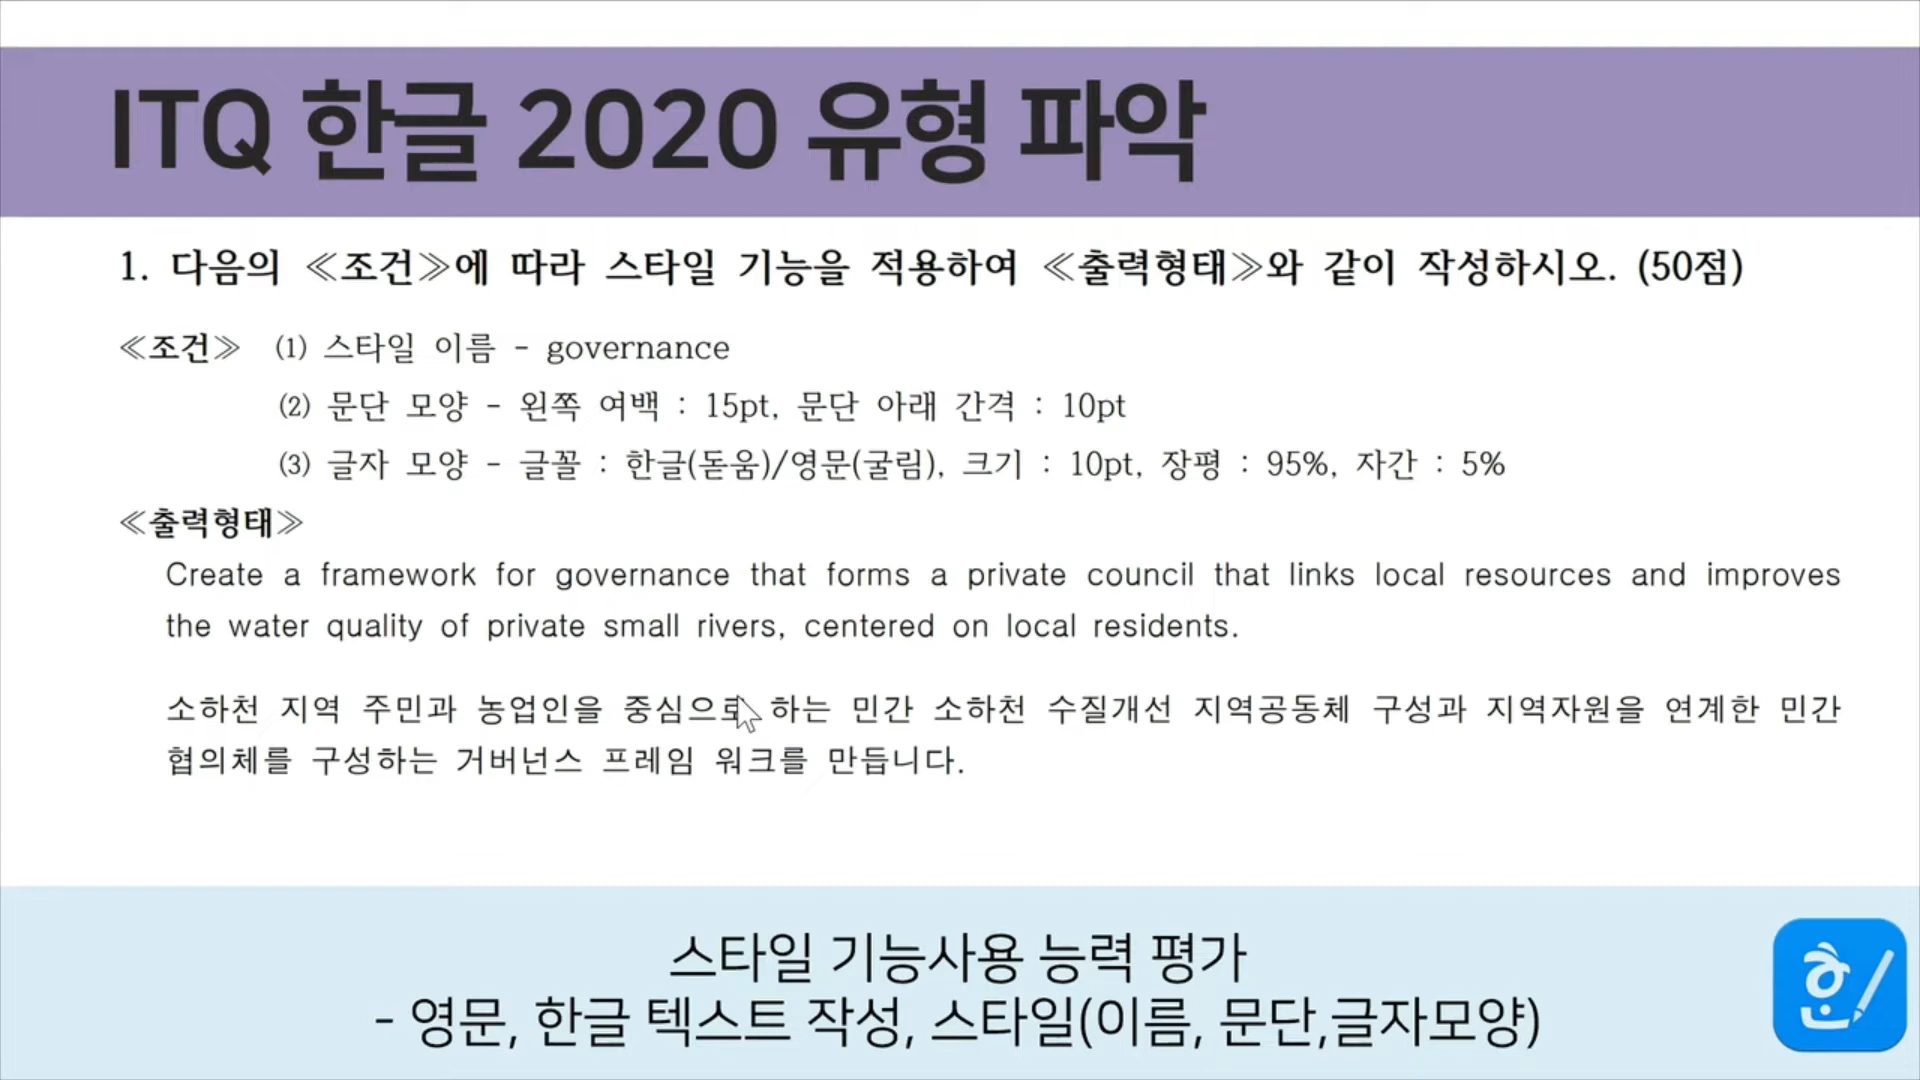 ITQ 한글 2020 유형 파악
1. 다음의 ≪조건≫에 따라 스타일 기능을 적용하여 ≪출력형태≫와 같이 작성하시오. (50점)
≪조건≫ (1) 스타일 이름 - governance
(2) 문단 모양 - 왼쪽 여백 : 15pt, 문단 아래 간격 : 10pt
(3) 글자 모양 - 글꼴 : 한글(돋움)/영문(굴림), 크기 : 10pt, 장평 : 95%, 자간 : 5%
≪출력형태≫
Create a framework for governance that forms a private council that links local resources and improves
the water quality of private small rivers, centered on local residents.
소하천 지역 주민과 농업인을 중심으로 하는 민간 소하천 수질개선 지역공동체 구성과 지역자원을 연계한 민간
협의체를 구성하는 거버넌스 프레임 워크를 만듭니다.
스타일 기능사용 능력 평가
- 영문, 한글 텍스트 작성, 스타일(이름, 문단,글자모양)
한